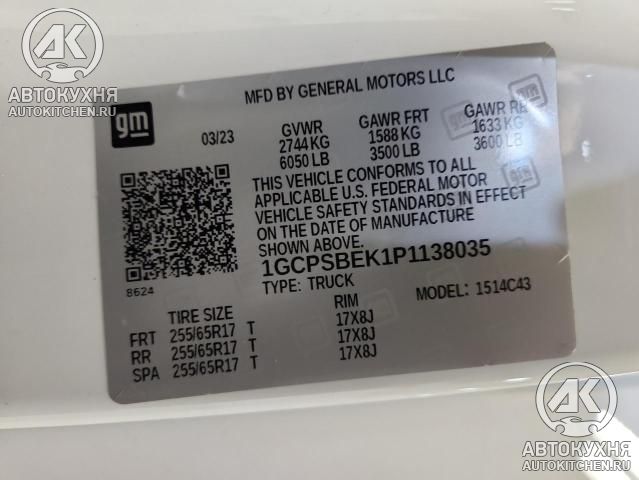 AK
АВТОКУХНЯ
AUTOKITCHEN.RU
gm
MFD BY GENERAL MOTORS LLC
03/23
GVWR GAWR FRT GAWR RR
2744 KG 1588 KG 1633 KG
6050 LB 3500 LB 3600 LB
THIS VEHICLE CONFORMS TO ALL
APPLICABLE U.S. FEDERAL MOTOR
VEHICLE SAFETY STANDARDS IN EFFECT
ON THE DATE OF MANUFACTURE
SHOWN ABOVE.
1GCPSBEK1P1138035
8624
TYPE: TRUCK MODEL: 1514C43
TIRE SIZE RIM
FRT 255/65R17 T 17X8J
RR 255/65R17 T 17X8J
SPA 255/65R17 T 17X8J
AK
АВТОКУХНЯ
AUTOKITCHEN.RU